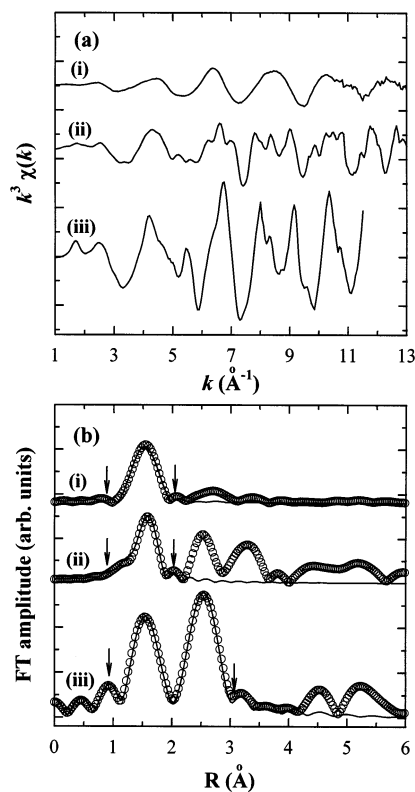 (a)
(i)
(ii)
(iii)
k³ χ(k)
1 3 5 7 9 11 13
k (Å⁻¹)
(b)
(i)
(ii)
(iii)
FT amplitude (arb. units)
0 1 2 3 4 5 6
R (Å)